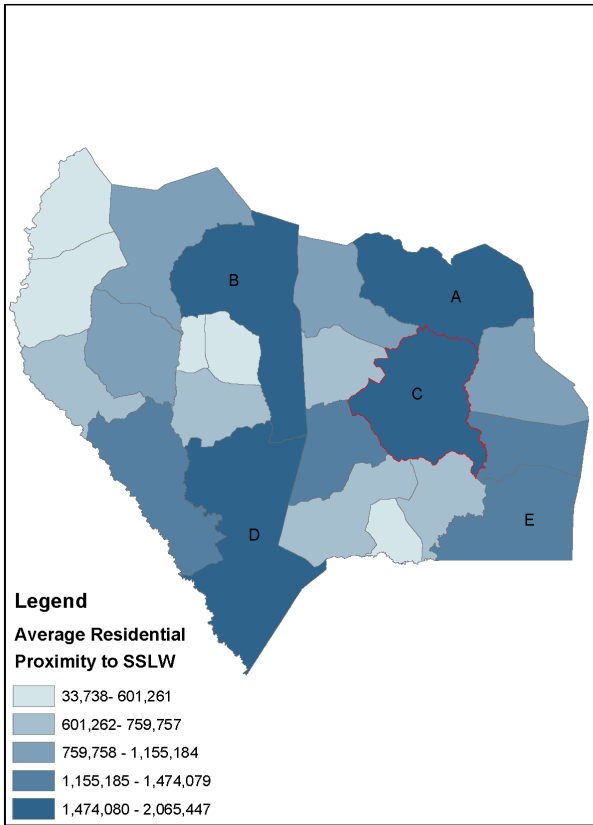 B
A
C
D
E
Legend
Average Residential
Proximity to SSLW
33,738- 601,261
601,262- 759,757
759,758 - 1,155,184
1,155,185 - 1,474,079
1,474,080 - 2,065,447